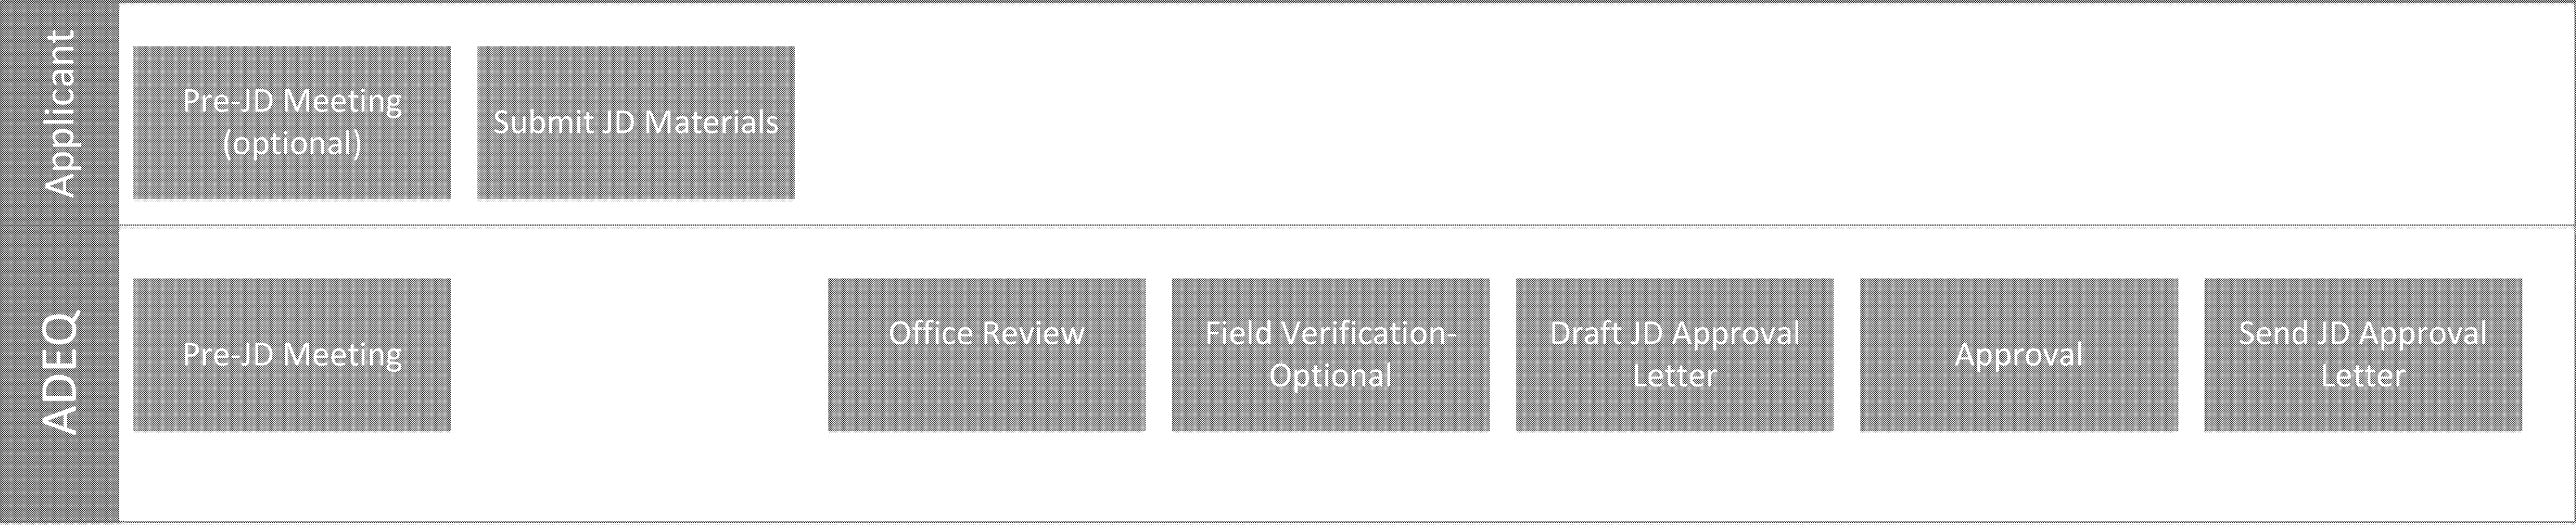 Applicant
Pre-JD Meeting
(optional)
Submit JD Materials
ADEQ
Pre-JD Meeting
Office Review
Field Verification-
Optional
Draft JD Approval
Letter
Approval
Send JD Approval
Letter